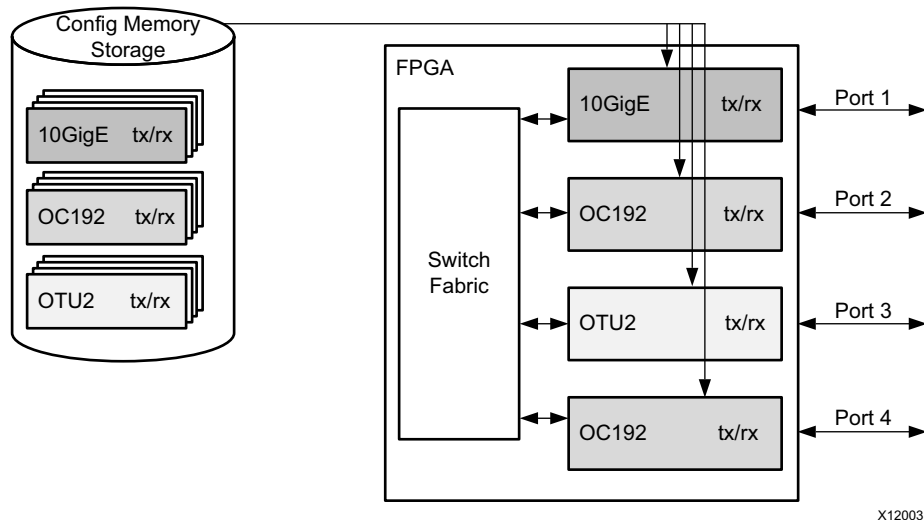 Config Memory
Storage
10GigE tx/rx
OC192 tx/rx
OTU2 tx/rx
FPGA
Switch
Fabric
10GigE tx/rx
OC192 tx/rx
OTU2 tx/rx
OC192 tx/rx
Port 1
Port 2
Port 3
Port 4
X12003